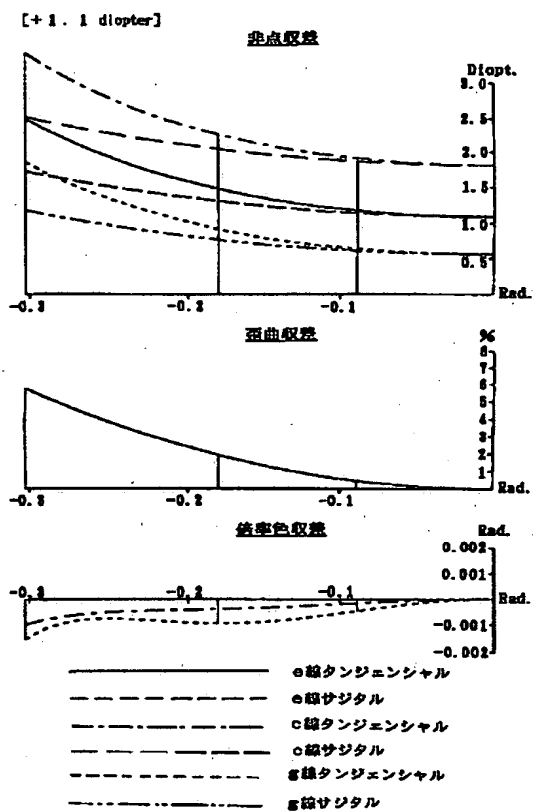 [+1.1 diopter]
非点収差
Diopt.
3.0
2.5
2.0
1.5
1.0
0.5
-0.3 -0.2 -0.1 Rad.
歪曲収差
%
8
7
6
5
4
3
2
1
-0.3 -0.2 -0.1 Rad.
倍率色収差
Rad.
0.002
0.001
-0.3 -0.2 -0.1 Rad.
-0.001
-0.002
e線タンジェンシャル
e線サジタル
c線タンジェンシャル
c線サジタル
g線タンジェンシャル
g線サジタル